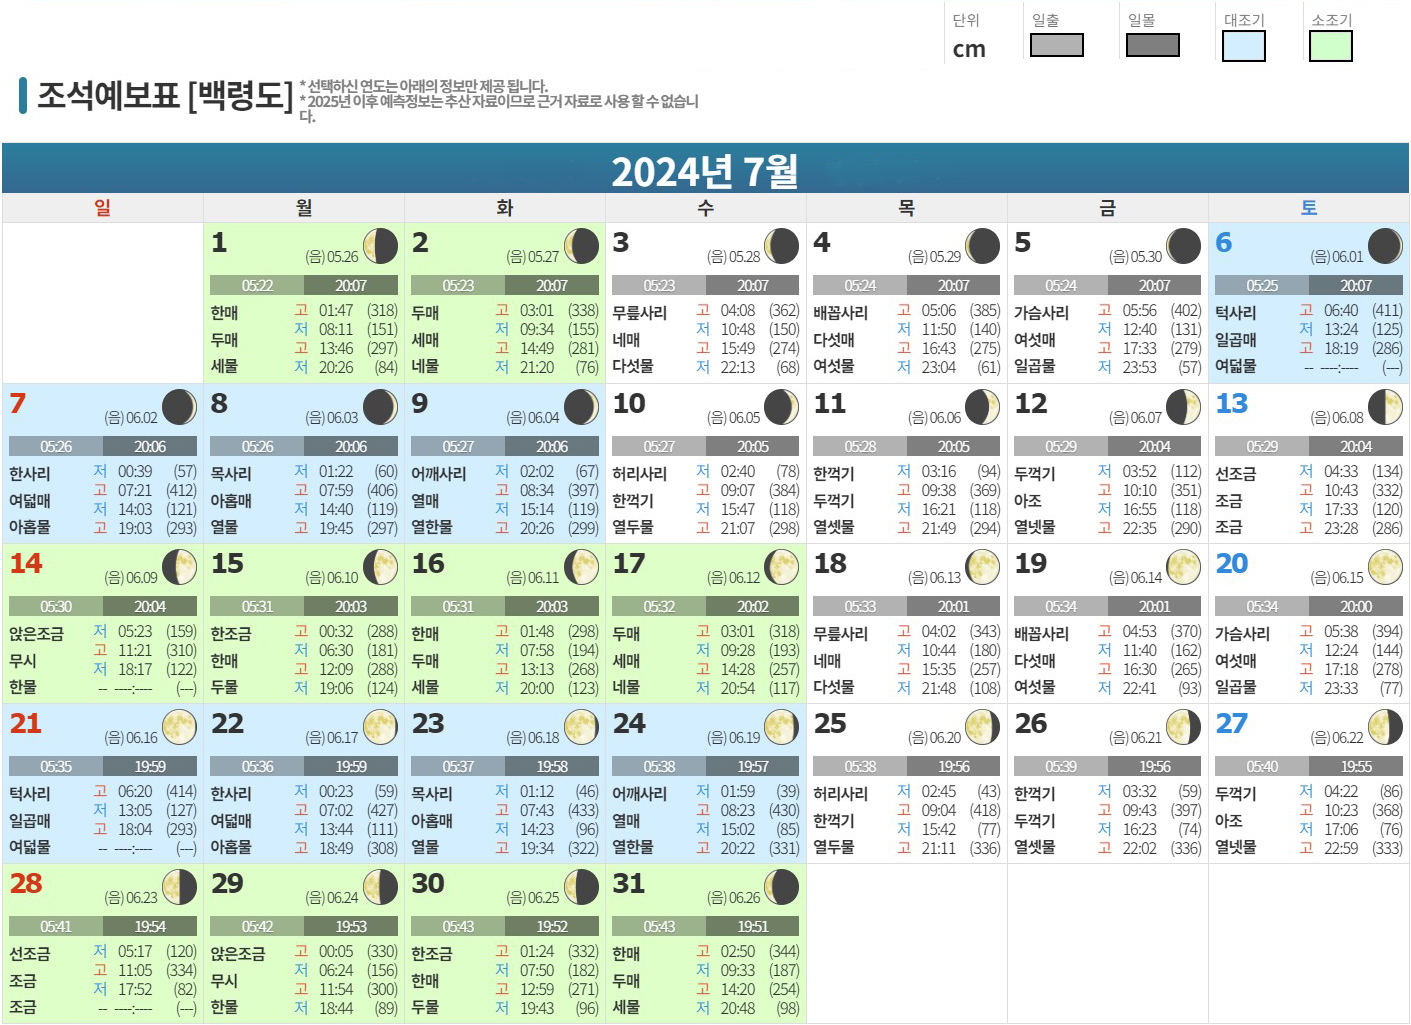 단위 일출 일몰 대조기 소조기
cm
조석예보표 [백령도]
* 선택하신 연도는 아래의 정보만 제공 됩니다.
* 2025년 이후 예측정보는 추산 자료이므로 근거 자료로 사용 할 수 없습니
다.
2024년 7월
일 월 화 수 목 금 토
1 (음) 05.26
05:22 20:07
한매 두매 세물
고 01:47 (318)
저 08:11 (151)
고 13:46 (297)
저 20:26 (84)
2 (음) 05.27
05:23 20:07
두매 세매 네물
고 03:01 (338)
저 09:34 (155)
고 14:49 (281)
저 21:20 (76)
3 (음) 05.28
05:23 20:07
무릎사리 네매 다섯물
고 04:08 (362)
저 10:48 (150)
고 15:49 (274)
저 22:13 (68)
4 (음) 05.29
05:24 20:07
배꼽사리 다섯매 여섯물
고 05:06 (385)
저 11:50 (140)
고 16:43 (275)
저 23:04 (61)
5 (음) 05.30
05:24 20:07
가슴사리 여섯매 일곱물
고 05:56 (402)
저 12:40 (131)
고 17:33 (279)
저 23:53 (57)
6 (음) 06.01
05:25 20:07
턱사리 일곱매 여덟물
고 06:40 (411)
저 13:24 (125)
고 18:19 (286)
-- ----:---- (---)
7 (음) 06.02
05:26 20:06
한사리 여덟매 아홉물
저 00:39 (57)
고 07:21 (412)
저 14:03 (121)
고 19:03 (293)
8 (음) 06.03
05:26 20:06
목사리 아홉매 열물
저 01:22 (60)
고 07:59 (406)
저 14:40 (119)
고 19:45 (297)
9 (음) 06.04
05:27 20:06
어깨사리 열매 열한물
저 02:02 (67)
고 08:34 (397)
저 15:14 (119)
고 20:26 (299)
10 (음) 06.05
05:27 20:05
허리사리 한꺽기 열두물
저 02:40 (78)
고 09:07 (384)
저 15:47 (118)
고 21:07 (298)
11 (음) 06.06
05:28 20:05
한꺽기 두꺽기 열셋물
저 03:16 (94)
고 09:38 (369)
저 16:21 (118)
고 21:49 (294)
12 (음) 06.07
05:29 20:04
두꺽기 아조 열넷물
저 03:52 (112)
고 10:10 (351)
저 16:55 (118)
고 22:35 (290)
13 (음) 06.08
05:29 20:04
선조금 조금 조금
저 04:33 (134)
고 10:43 (332)
저 17:33 (120)
고 23:28 (286)
14 (음) 06.09
05:30 20:04
앉은조금 무시 한물
저 05:23 (159)
고 11:21 (310)
저 18:17 (122)
-- ----:---- (---)
15 (음) 06.10
05:31 20:03
한조금 한매 두물
고 00:32 (288)
저 06:30 (181)
고 12:09 (288)
저 19:06 (124)
16 (음) 06.11
05:31 20:03
한매 두매 세물
고 01:48 (298)
저 07:58 (194)
고 13:13 (268)
저 20:00 (123)
17 (음) 06.12
05:32 20:02
두매 세매 네물
고 03:01 (318)
저 09:28 (193)
고 14:28 (257)
저 20:54 (117)
18 (음) 06.13
05:33 20:01
무릎사리 네매 다섯물
고 04:02 (343)
저 10:44 (180)
고 15:35 (257)
저 21:48 (108)
19 (음) 06.14
05:34 20:01
배꼽사리 다섯매 여섯물
고 04:53 (370)
저 11:40 (162)
고 16:30 (265)
저 22:41 (93)
20 (음) 06.15
05:34 20:00
가슴사리 여섯매 일곱물
고 05:38 (394)
저 12:24 (144)
고 17:18 (278)
저 23:33 (77)
21 (음) 06.16
05:35 19:59
턱사리 일곱매 여덟물
고 06:20 (414)
저 13:05 (127)
고 18:04 (293)
-- ----:---- (---)
22 (음) 06.17
05:36 19:59
한사리 여덟매 아홉물
저 00:23 (59)
고 07:02 (427)
저 13:44 (111)
고 18:49 (308)
23 (음) 06.18
05:37 19:58
목사리 아홉매 열물
저 01:12 (46)
고 07:43 (433)
저 14:23 (96)
고 19:34 (322)
24 (음) 06.19
05:38 19:57
어깨사리 열매 열한물
저 01:59 (39)
고 08:23 (430)
저 15:02 (85)
고 20:22 (331)
25 (음) 06.20
05:38 19:56
허리사리 한꺽기 열두물
저 02:45 (43)
고 09:04 (418)
저 15:42 (77)
고 21:11 (336)
26 (음) 06.21
05:39 19:56
한꺽기 두꺽기 열셋물
저 03:32 (59)
고 09:43 (397)
저 16:23 (74)
고 22:02 (336)
27 (음) 06.22
05:40 19:55
두꺽기 아조 열넷물
저 04:22 (86)
고 10:23 (368)
저 17:06 (76)
고 22:59 (333)
28 (음) 06.23
05:41 19:54
선조금 조금 조금
저 05:17 (120)
고 11:05 (334)
저 17:52 (82)
-- ----:---- (---)
29 (음) 06.24
05:42 19:53
앉은조금 무시 한물
고 00:05 (330)
저 06:24 (156)
고 11:54 (300)
저 18:44 (89)
30 (음) 06.25
05:43 19:52
한조금 한매 두물
고 01:24 (332)
저 07:50 (182)
고 12:59 (271)
저 19:43 (96)
31 (음) 06.26
05:43 19:51
한매 두매 세물
고 02:50 (344)
저 09:33 (187)
고 14:20 (254)
저 20:48 (98)